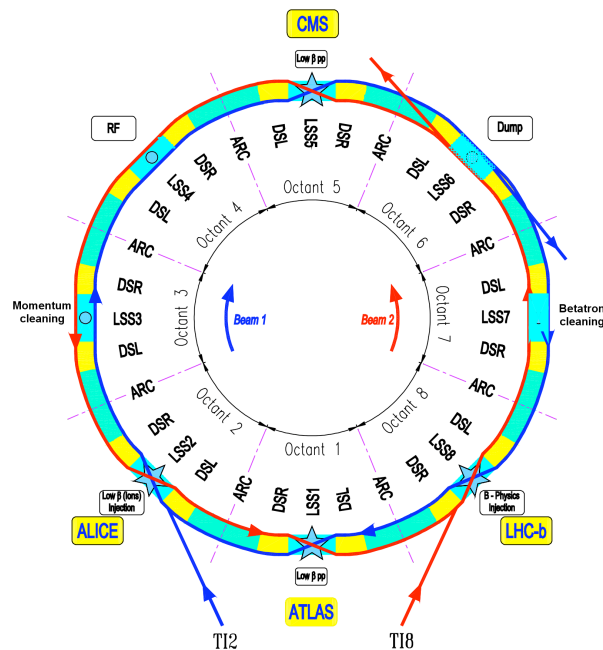 CMS
Low β pp
RF
Dump
DSL
LSS5
DSR
ARC
ARC
DSR
LSS4
DSL
DSL
LSS6
DSR
Octant 5
Octant 4
Octant 6
ARC
ARC
Momentum
cleaning
DSR
LSS3
DSL
Octant 3
Beam 1
Beam 2
Octant 7
DSL
LSS7
DSR
Betatron
cleaning
ARC
ARC
DSR
LSS2
DSL
Octant 2
Octant 8
DSL
LSS8
DSR
Octant 1
ARC
ARC
DSR
LSS1
DSL
Low β (Ions)
Injection
B - Physics
Injection
ALICE
LHC-b
Low β pp
ATLAS
TI2
TI8